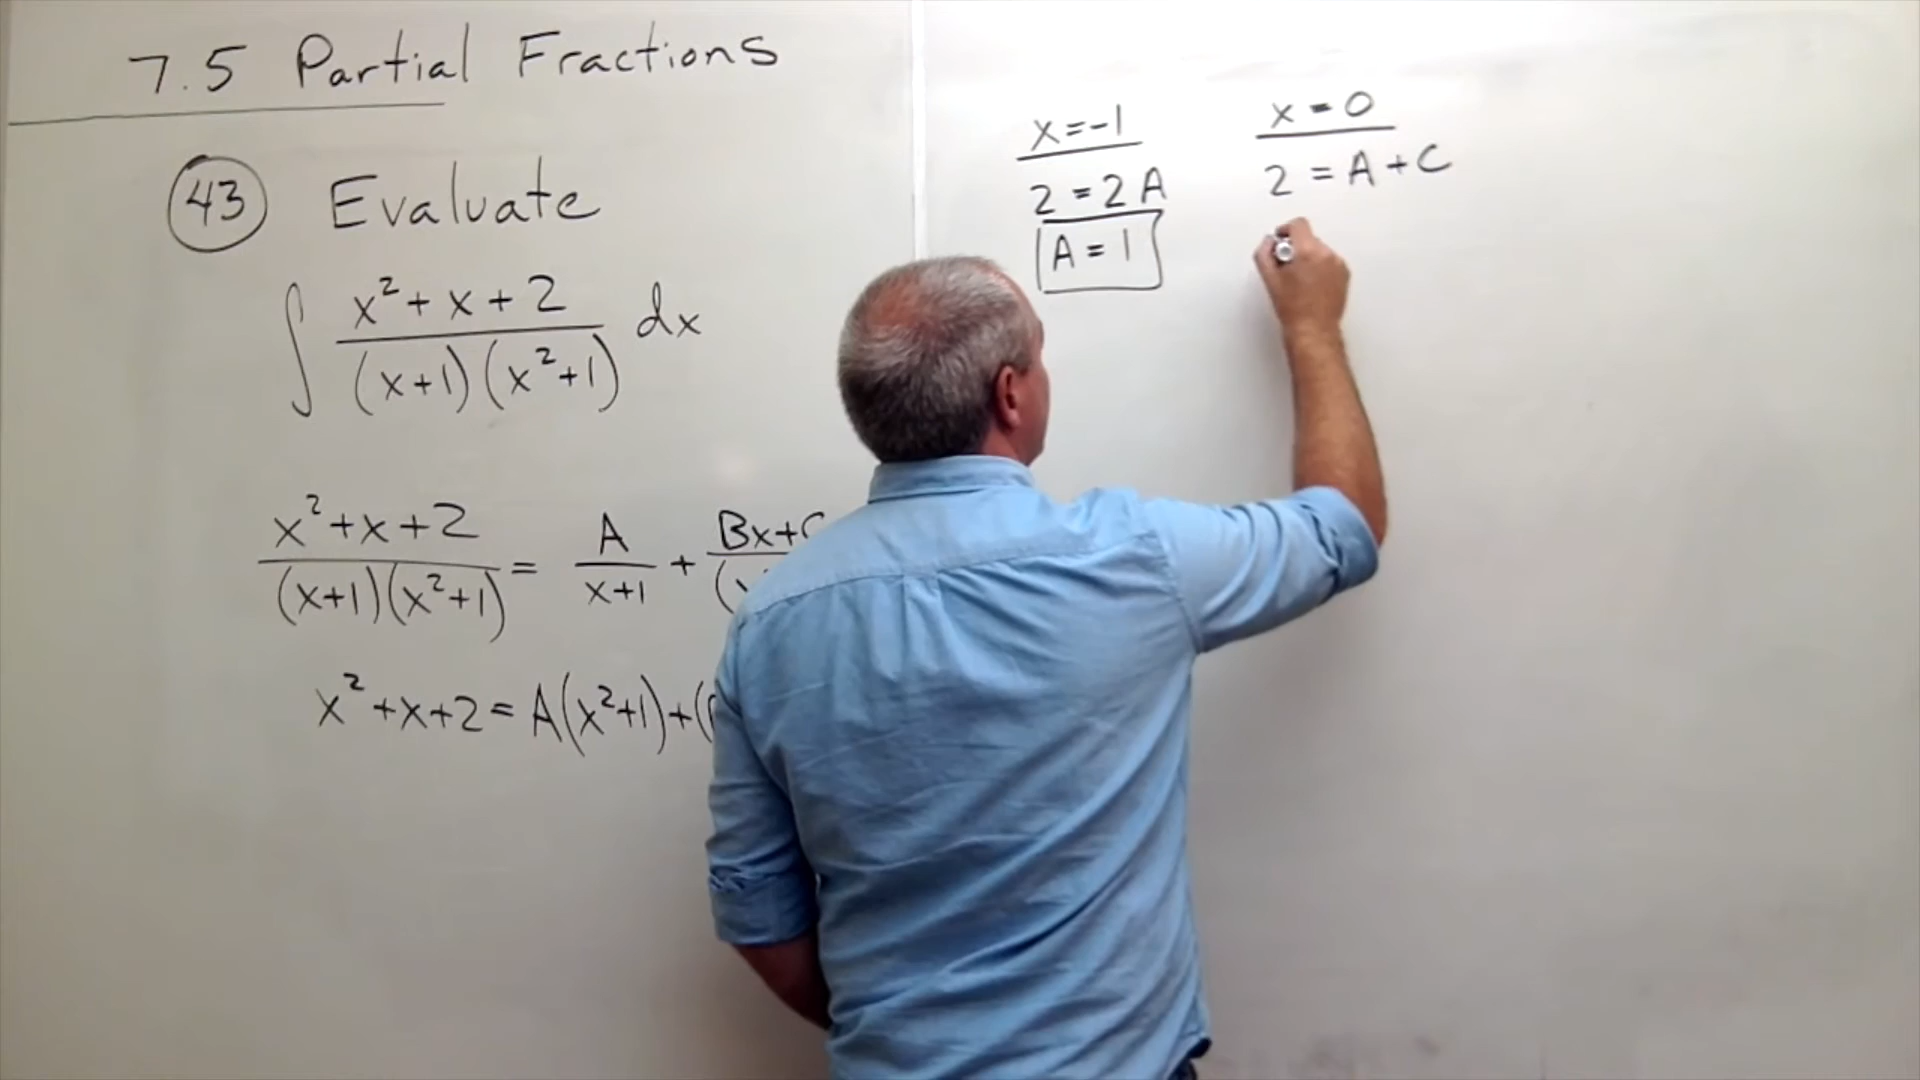 7.5 Partial Fractions
43 Evaluate
∫ x²+x+2 / (x+1)(x²+1) dx
x²+x+2 / (x+1)(x²+1) = A / x+1 + Bx+C / (x
x²+x+2=A(x²+1)+(
x=-1
2=2A
A=1
x=0
2=A+C